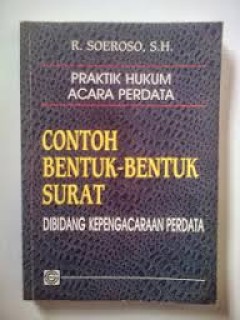 R. SOEROSO, S.H.
PRAKTIK HUKUM
ACARA PERDATA
CONTOH
BENTUK-BENTUK
SURAT
DIBIDANG KEPENGACARAAN PERDATA